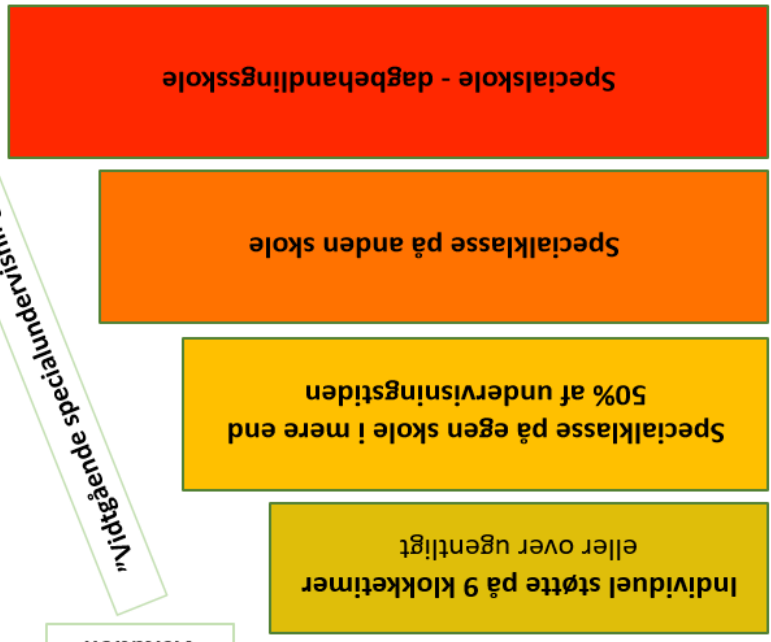 Individuel støtte på 9 klokketimer
eller over ugentligt
Specialklasse på egen skole i mere end
50% af undervisningstiden
Specialklasse på anden skole
Specialskole - dagbehandlingsskole
”Vidtgående specialundervisnin